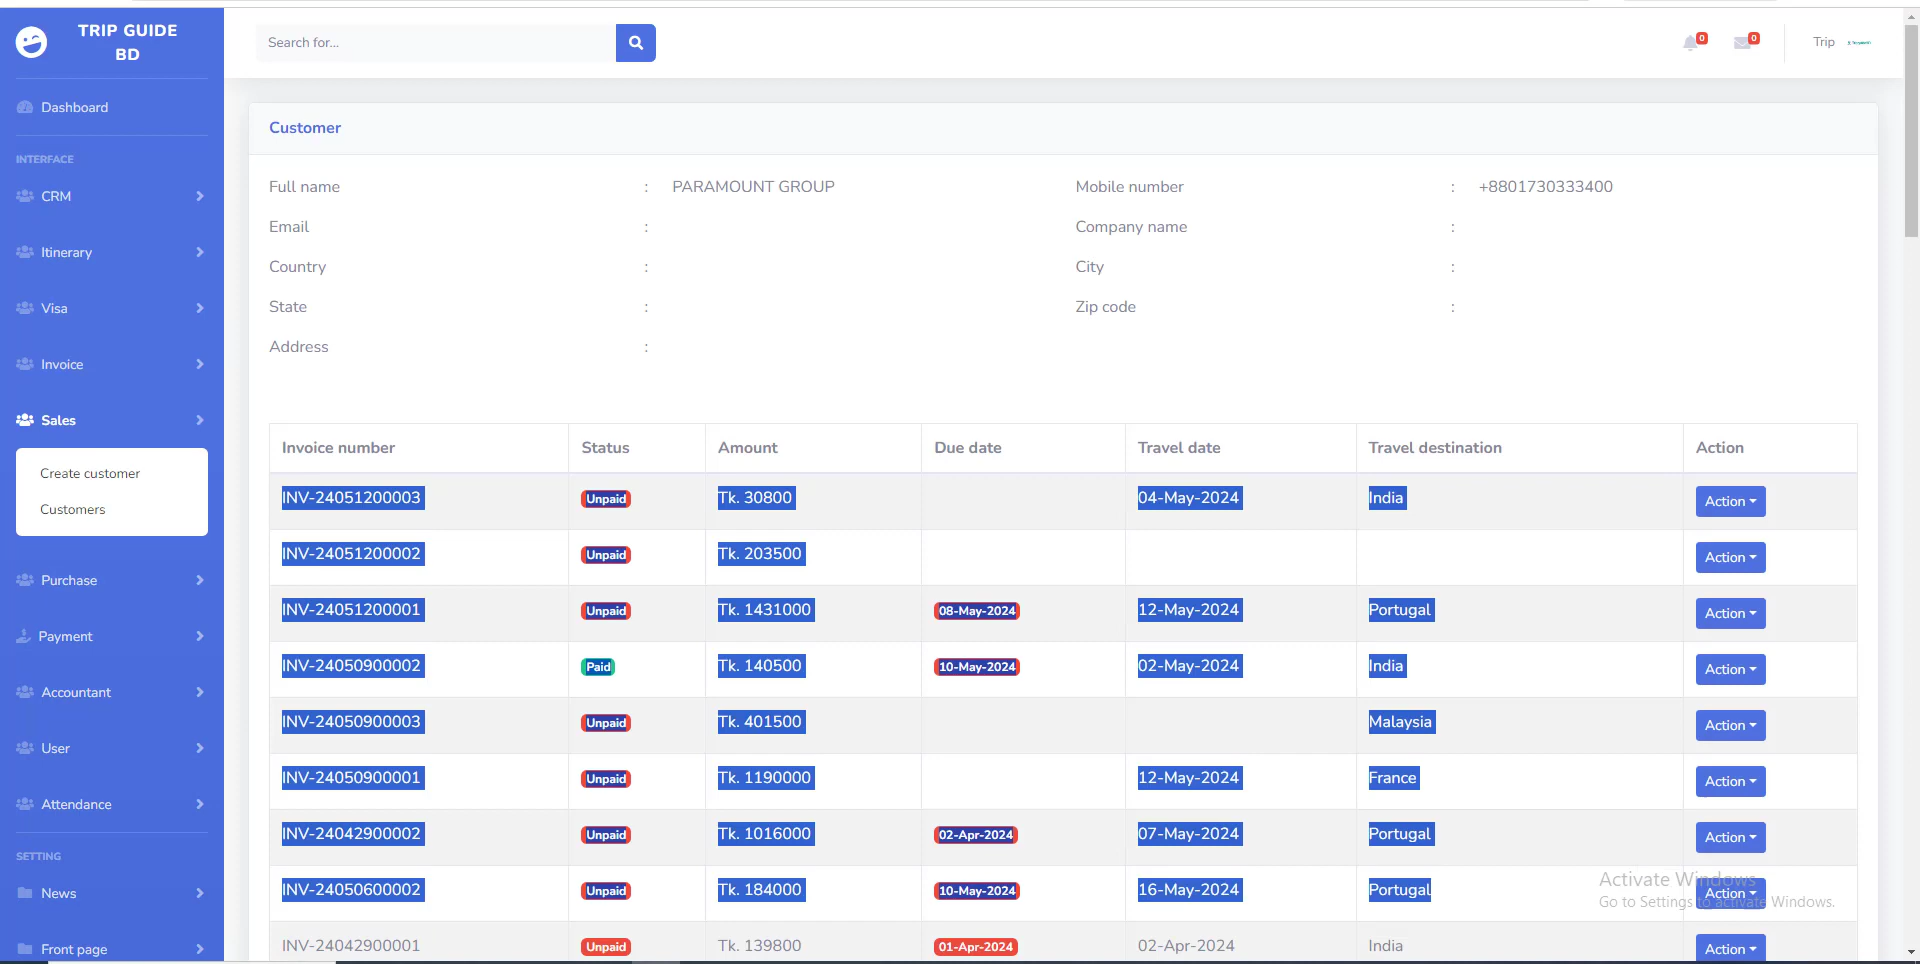 TRIP GUIDE
BD
Search for...
0
0
Trip
Dashboard
INTERFACE
CRM
Itinerary
Visa
Invoice
Sales
Create customer
Customers
Purchase
Payment
Accountant
User
Attendance
SETTING
News
Front page
Customer
Full name : PARAMOUNT GROUP Mobile number : +8801730333400
Email : Company name :
Country : City :
State : Zip code :
Address :
Invoice number Status Amount Due date Travel date Travel destination Action
INV-24051200003 Unpaid Tk. 30800 04-May-2024 India Action
INV-24051200002 Unpaid Tk. 203500 Action
INV-24051200001 Unpaid Tk. 1431000 08-May-2024 12-May-2024 Portugal Action
INV-24050900002 Paid Tk. 140500 10-May-2024 02-May-2024 India Action
INV-24050900003 Unpaid Tk. 401500 Malaysia Action
INV-24050900001 Unpaid Tk. 1190000 12-May-2024 France Action
INV-24042900002 Unpaid Tk. 1016000 02-Apr-2024 07-May-2024 Portugal Action
INV-24050600002 Unpaid Tk. 184000 10-May-2024 16-May-2024 Portugal Action
INV-24042900001 Unpaid Tk. 139800 01-Apr-2024 02-Apr-2024 India Action
Activate Windows
Go to Settings to activate Windows.